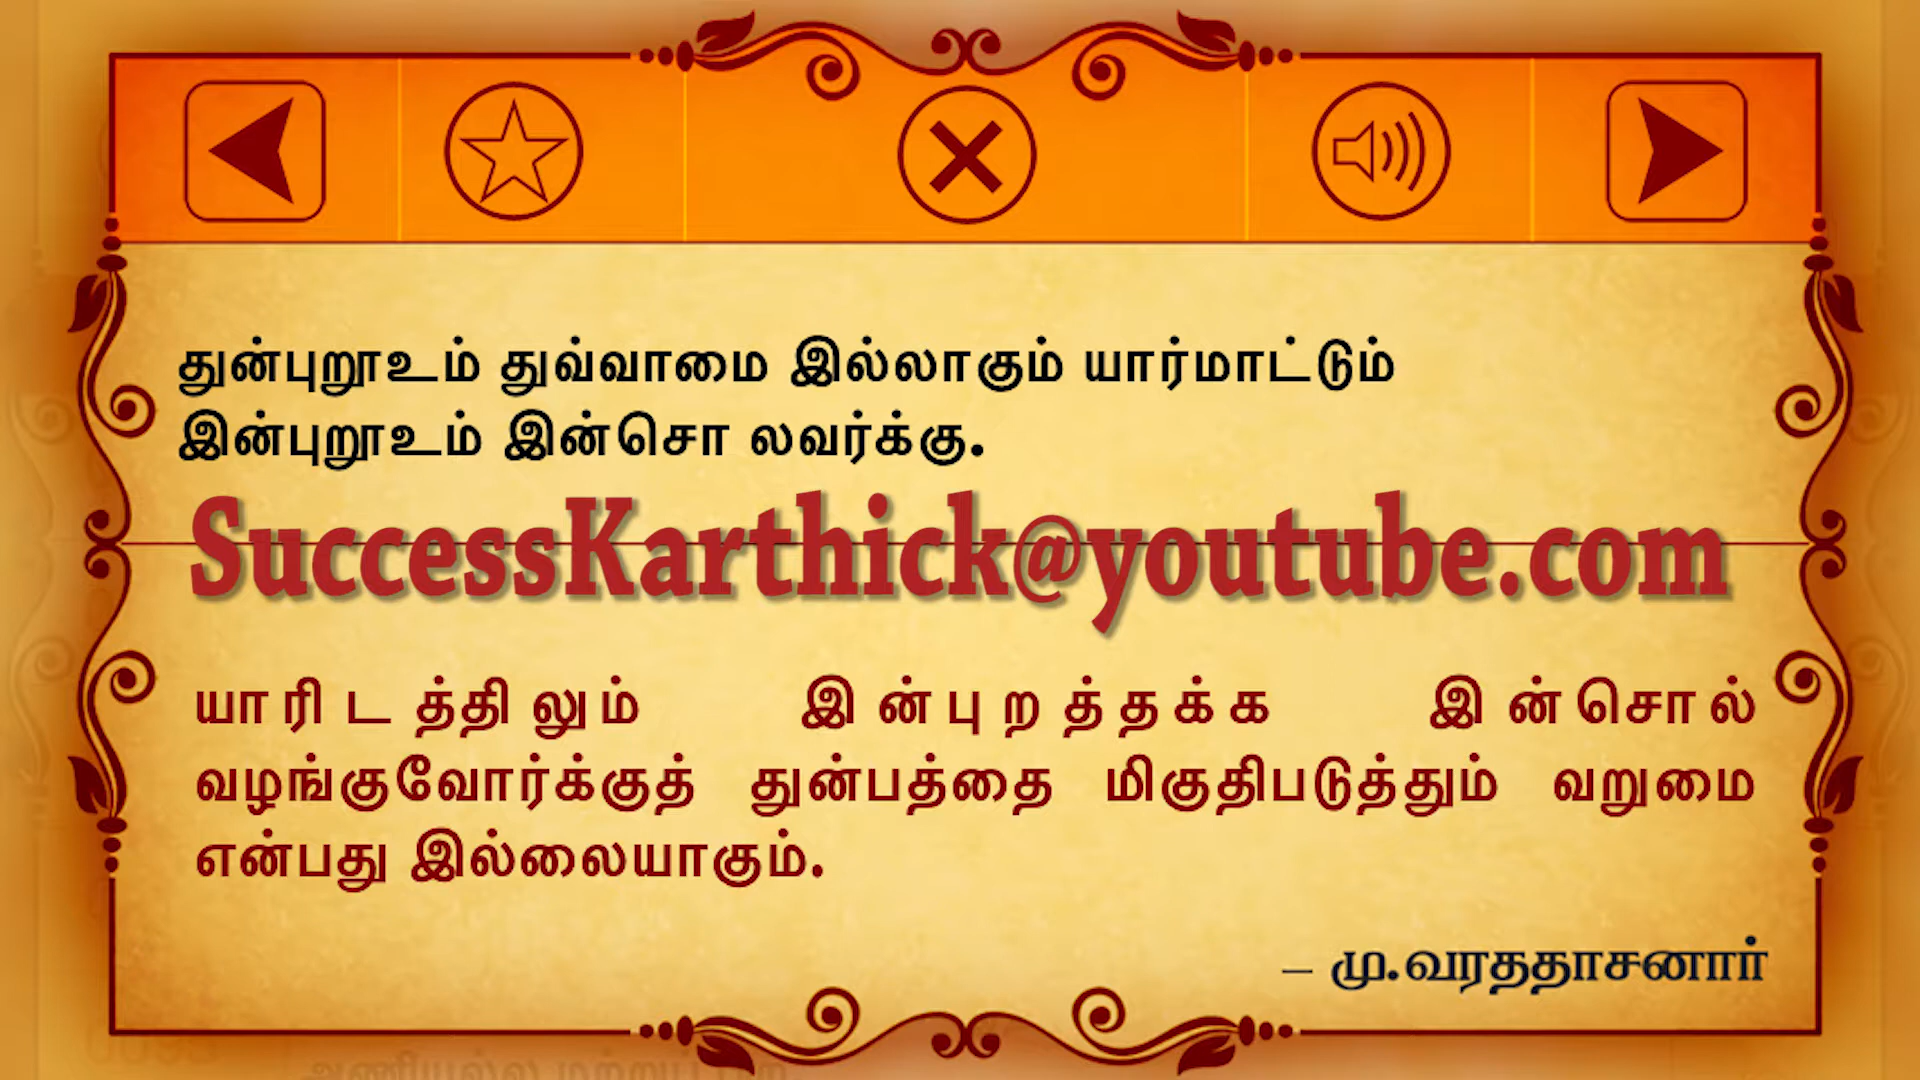 துன்புறூஉம் துவ்வாமை இல்லாகும் யார்மாட்டும்
இன்புறூஉம் இன்சொ லவர்க்கு.
SuccessKarthick@youtube.com
யாரிடத்திலும் இன்புறத்தக்க இன்சொல்
வழங்குவோர்க்குத் துன்பத்தை மிகுதிபடுத்தும் வறுமை
என்பது இல்லையாகும்.
– மு.வரததாசனார்